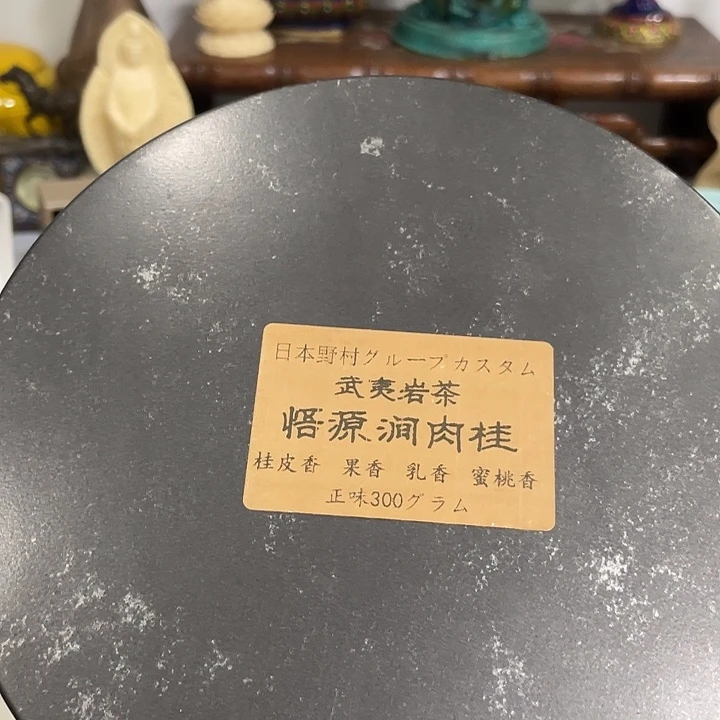 日本野村グループカスタム
武夷岩茶
悟源澗肉桂
桂皮香 果香 乳香 蜜桃香
正味300グラム